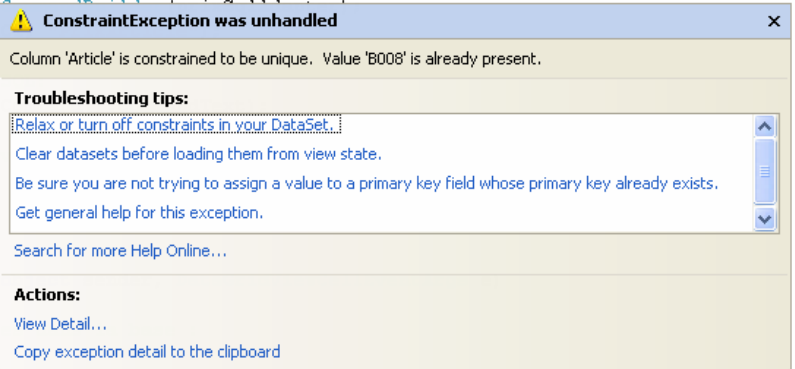 ConstraintException was unhandled
Column 'Article' is constrained to be unique.  Value 'B008' is already present.
Troubleshooting tips:
Relax or turn off constraints in your DataSet.
Clear datasets before loading them from view state.
Be sure you are not trying to assign a value to a primary key field whose primary key already exists.
Get general help for this exception.
Search for more Help Online...
Actions:
View Detail...
Copy exception detail to the clipboard